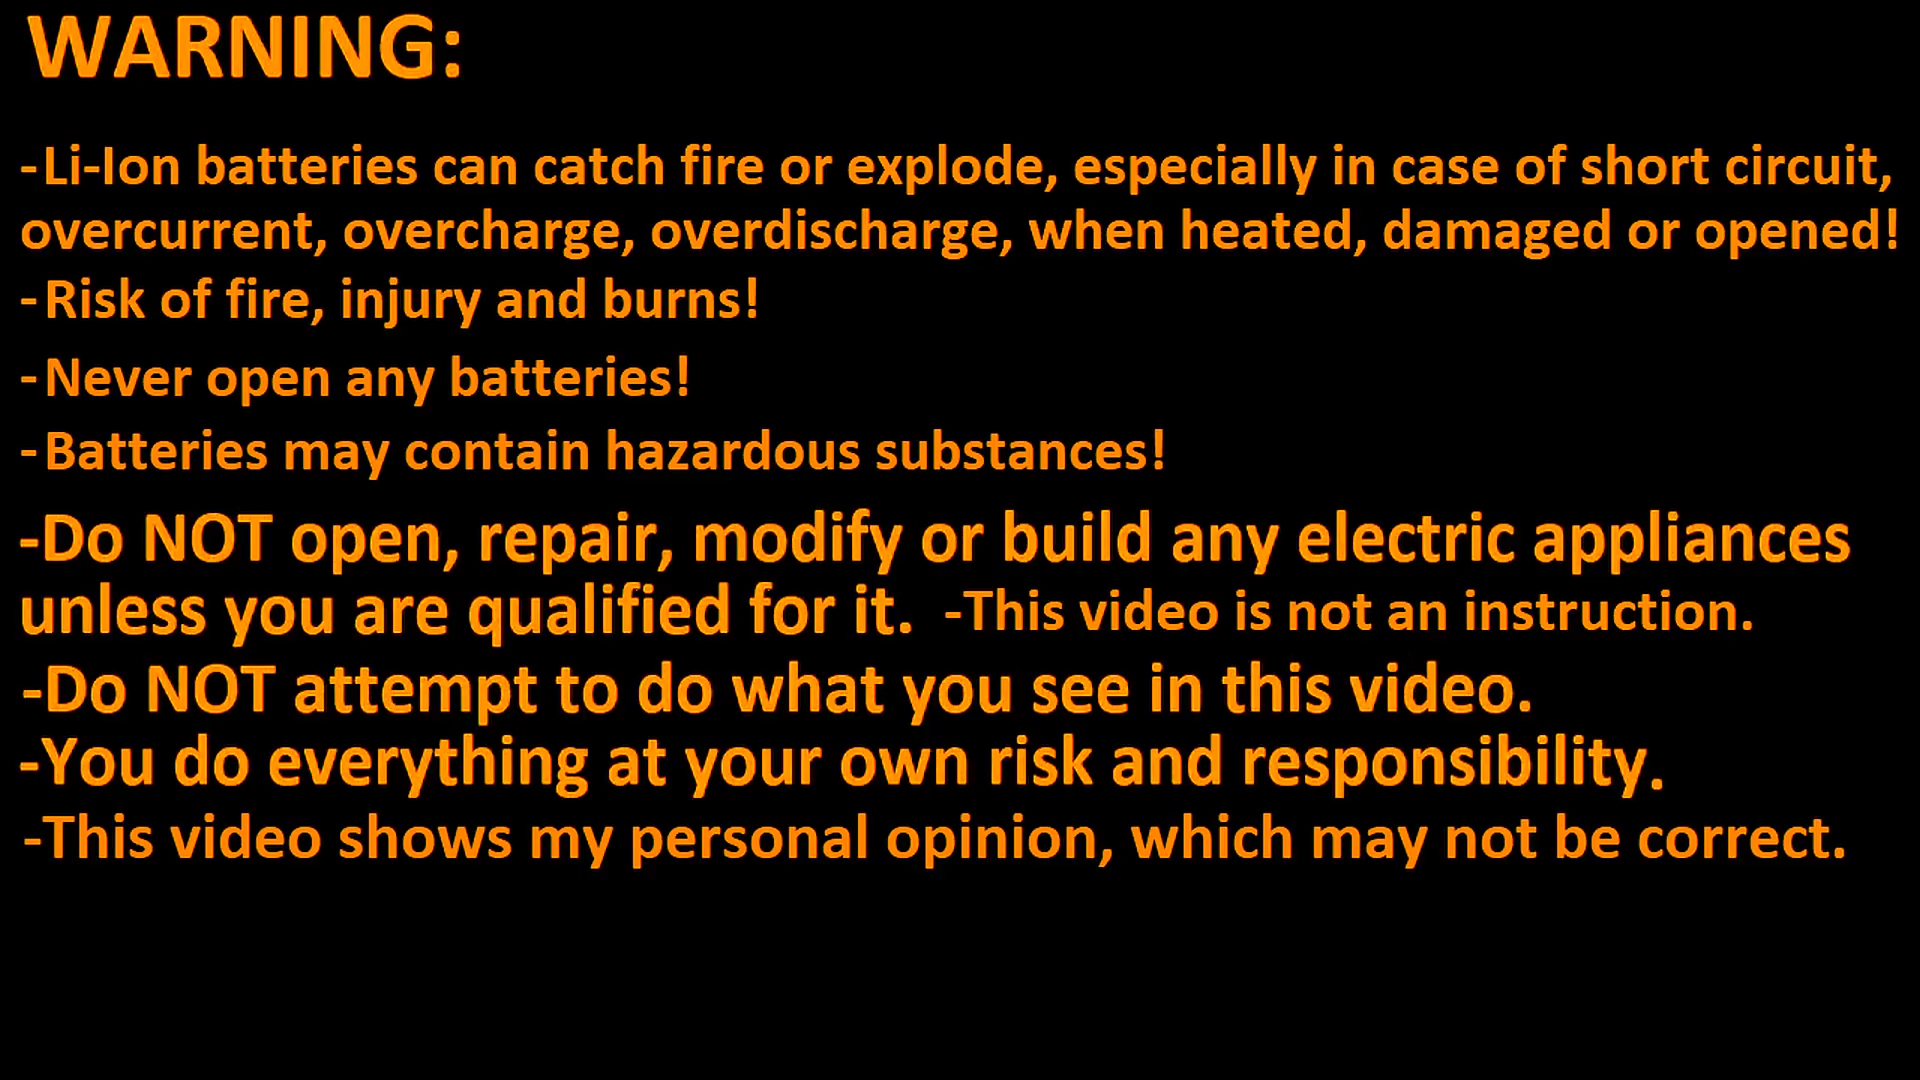 WARNING:
-Li-Ion batteries can catch fire or explode, especially in case of short circuit,
overcurrent, overcharge, overdischarge, when heated, damaged or opened!
-Risk of fire, injury and burns!
-Never open any batteries!
-Batteries may contain hazardous substances!
-Do NOT open, repair, modify or build any electric appliances
unless you are qualified for it.  -This video is not an instruction.
-Do NOT attempt to do what you see in this video.
-You do everything at your own risk and responsibility.
-This video shows my personal opinion, which may not be correct.